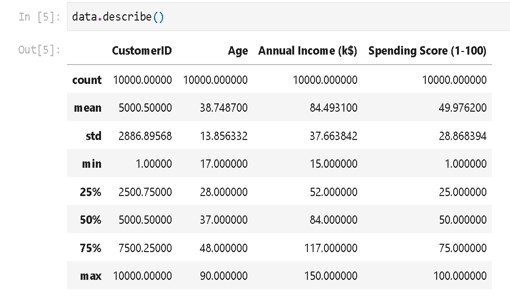 In [5]: data.describe()
Out[5]:
CustomerID Age Annual Income (k$) Spending Score (1-100)
count 10000.00000 10000.000000 10000.000000 10000.000000
mean 5000.50000 38.748700 84.493100 49.976200
std 2886.89568 13.856332 37.663842 28.868394
min 1.00000 17.000000 15.000000 1.000000
25% 2500.75000 28.000000 52.000000 25.000000
50% 5000.50000 37.000000 84.000000 50.000000
75% 7500.25000 48.000000 117.000000 75.000000
max 10000.00000 90.000000 150.000000 100.000000